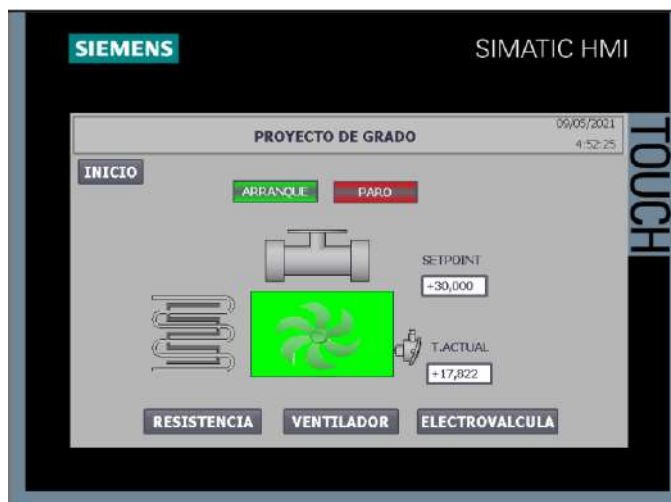 SIEMENS
SIMATIC HMI
TOUCH
PROYECTO DE GRADO
09/05/2021
4:52:25
INICIO
ARRANQUE
PARO
SETPOINT
+30,000
T.ACTUAL
+17,822
RESISTENCIA
VENTILADOR
ELECTROVALCULA